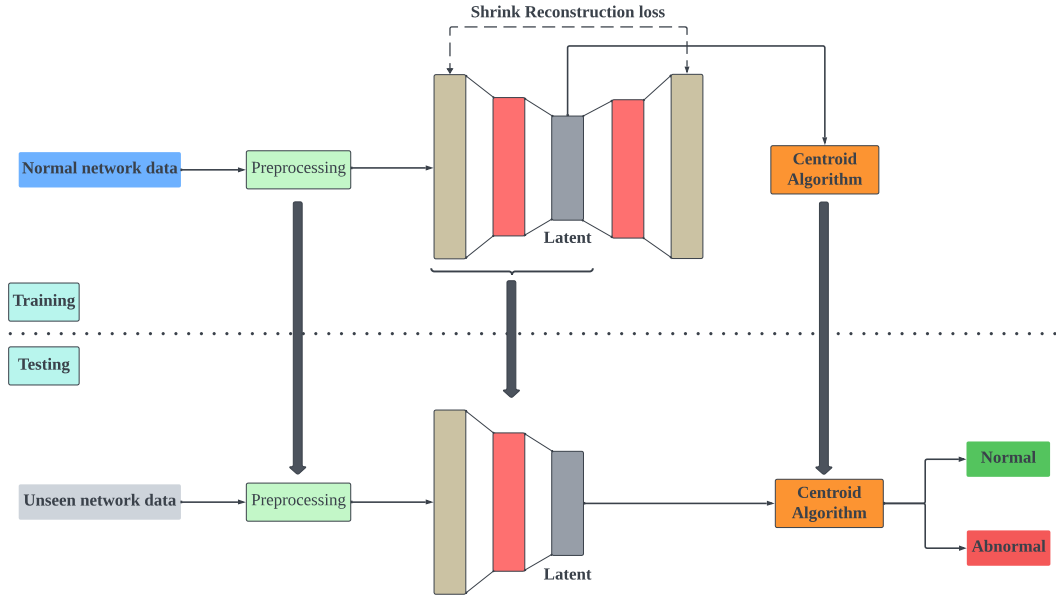 Shrink Reconstruction loss
Normal network data
Preprocessing
Centroid
Algorithm
Latent
Training
Testing
Unseen network data
Preprocessing
Latent
Centroid
Algorithm
Normal
Abnormal